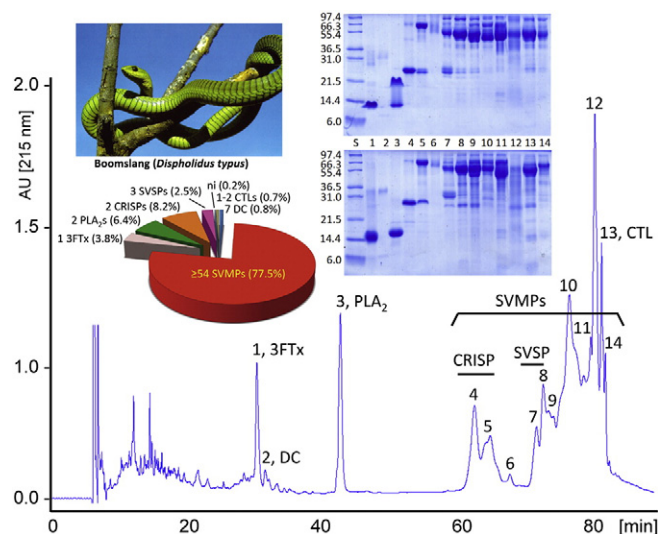 Boomslang (Dispholidus typus)
ni (0.2%)
3 SVSPs (2.5%)
1-2 CTLs (0.7%)
2 CRISPs (8.2%)
7 DC (0.8%)
2 PLA2s (6.4%)
1 3FTx (3.8%)
≥54 SVMPs (77.5%)
97.4
66.3
55.4
36.5
31.0
21.5
14.4
6.0
S 1 2 3 4 5 6 7 8 9 10 11 12 13 14
97.4
66.3
55.4
36.5
31.0
21.5
14.4
6.0
AU [215 nm]
2.0
1.5
1.0
0.0
12
13, CTL
10
SVMPs
11
14
3, PLA2
1, 3FTx
CRISP
SVSP
8
4
9
7
5
2, DC
6
0 20 40 60 80 [min]